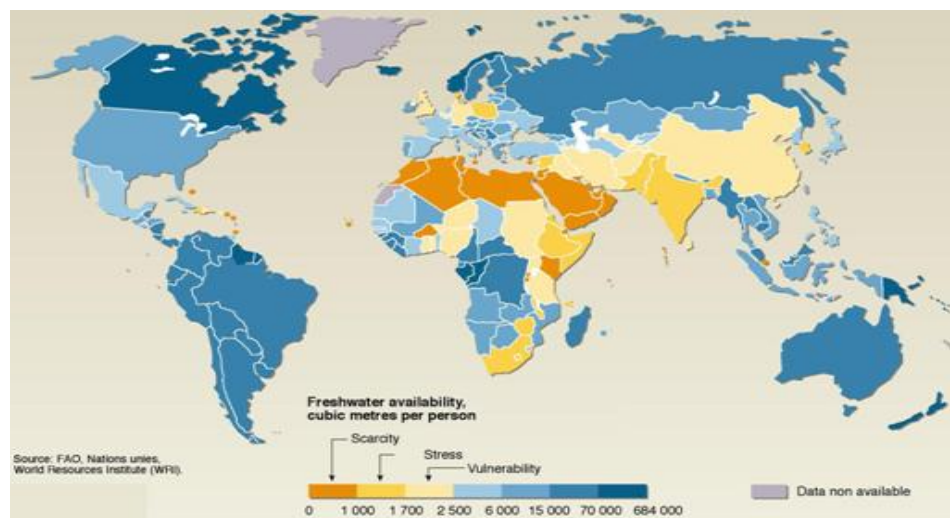 Freshwater availability,
cubic metres per person
Scarcity
Stress
Vulnerability
0 1 000 1 700 2 500 6 000 15 000 70 000 684 000
Data non available
Source: FAO, Nations unies,
World Resources Institute (WRI).